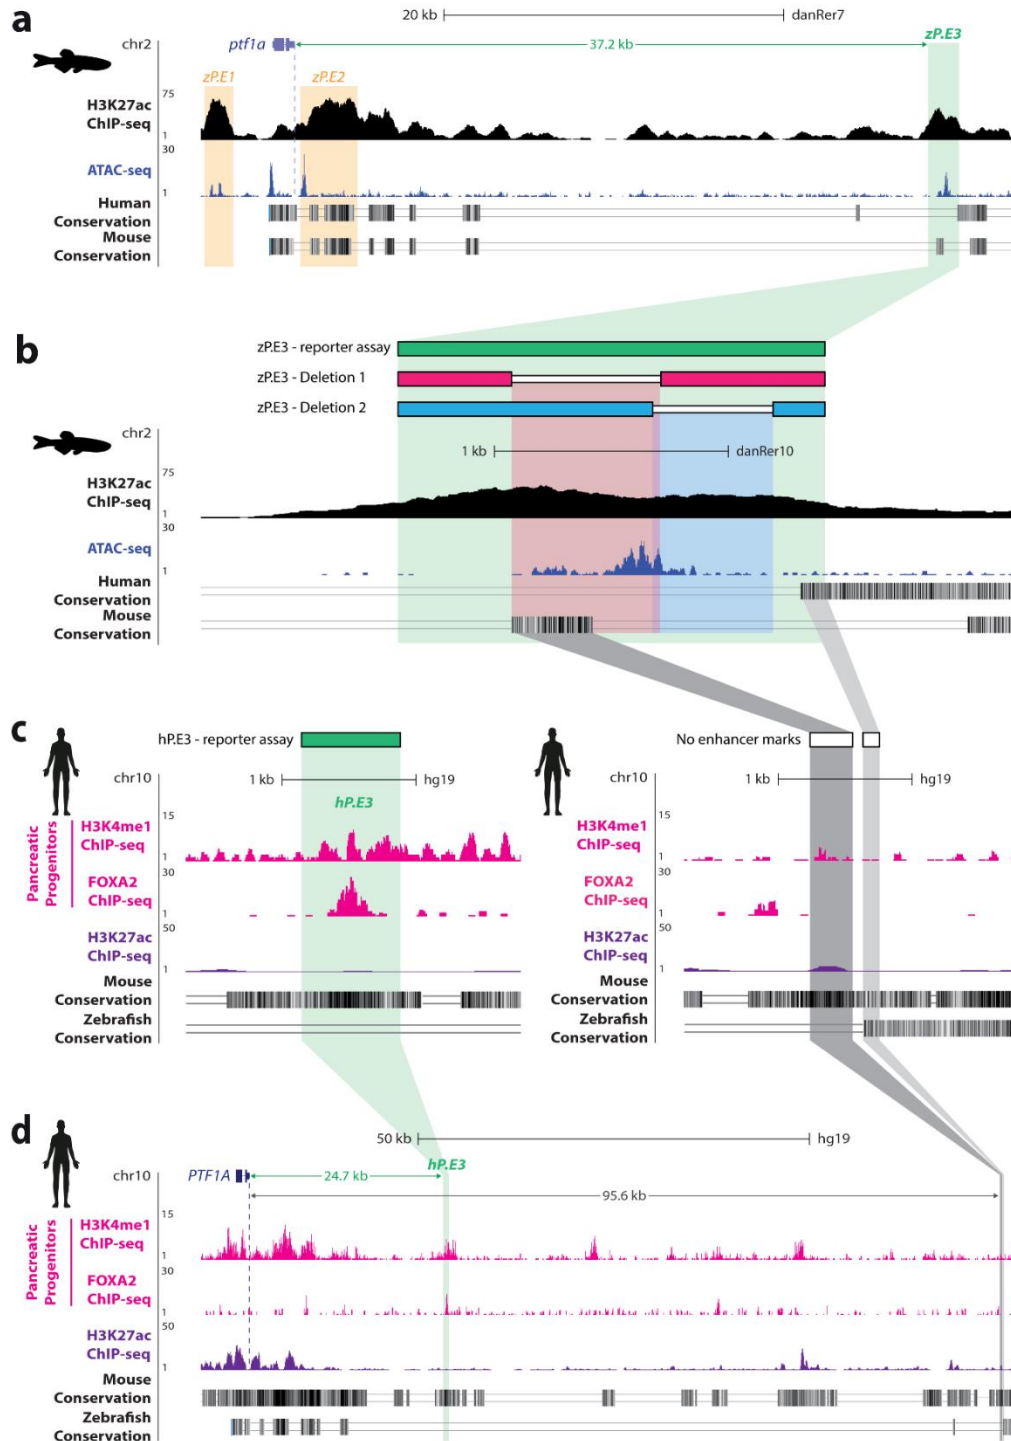 a
20 kb
danRer7
chr2
ptf1a
37.2 kb
zP.E3
zP.E1
zP.E2
H3K27ac
ChIP-seq
75
1
ATAC-seq
30
1
Human
Conservation
Mouse
Conservation
b
zP.E3 - reporter assay
zP.E3 - Deletion 1
zP.E3 - Deletion 2
chr2
1 kb
danRer10
H3K27ac
ChIP-seq
75
1
ATAC-seq
30
1
Human
Conservation
Mouse
Conservation
c
hP.E3 - reporter assay
chr10
1 kb
hg19
hP.E3
Pancreatic
Progenitors
H3K4me1
ChIP-seq
15
1
FOXA2
ChIP-seq
30
1
H3K27ac
ChIP-seq
50
1
Mouse
Conservation
Zebrafish
Conservation
No enhancer marks
chr10
1 kb
hg19
H3K4me1
ChIP-seq
15
1
FOXA2
ChIP-seq
30
1
H3K27ac
ChIP-seq
50
1
Mouse
Conservation
Zebrafish
Conservation
d
50 kb
hg19
chr10
PTF1A
24.7 kb
hP.E3
95.6 kb
Pancreatic
Progenitors
H3K4me1
ChIP-seq
15
1
FOXA2
ChIP-seq
30
1
H3K27ac
ChIP-seq
50
1
Mouse
Conservation
Zebrafish
Conservation